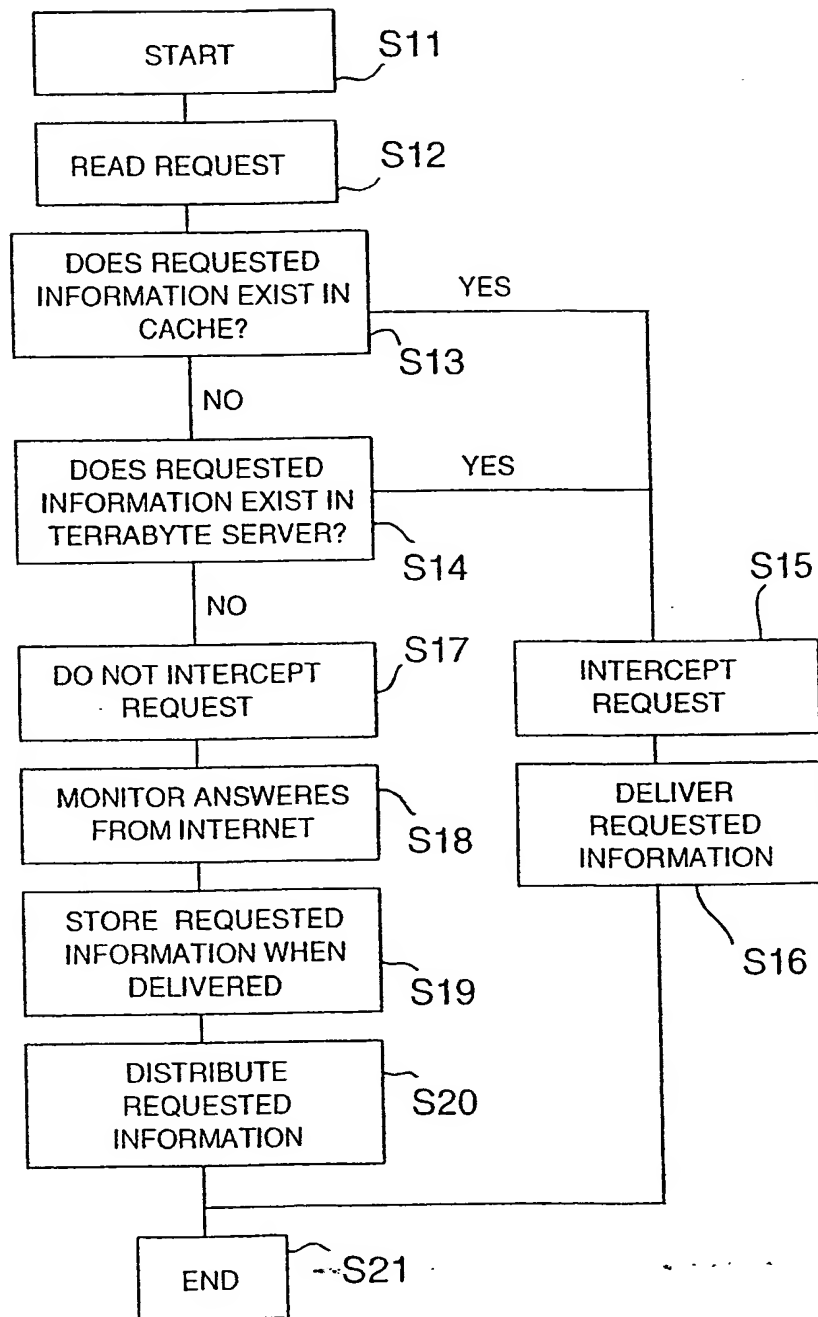 START
S11
READ REQUEST
S12
DOES REQUESTED
INFORMATION EXIST IN
CACHE?
YES
S13
NO
DOES REQUESTED
INFORMATION EXIST IN
TERRABYTE SERVER?
YES
S14
NO
S15
DO NOT INTERCEPT
REQUEST
S17
INTERCEPT
REQUEST
MONITOR ANSWERES
FROM INTERNET
S18
DELIVER
REQUESTED
INFORMATION
S16
STORE REQUESTED
INFORMATION WHEN
DELIVERED
S19
DISTRIBUTE
REQUESTED
INFORMATION
S20
END
S21